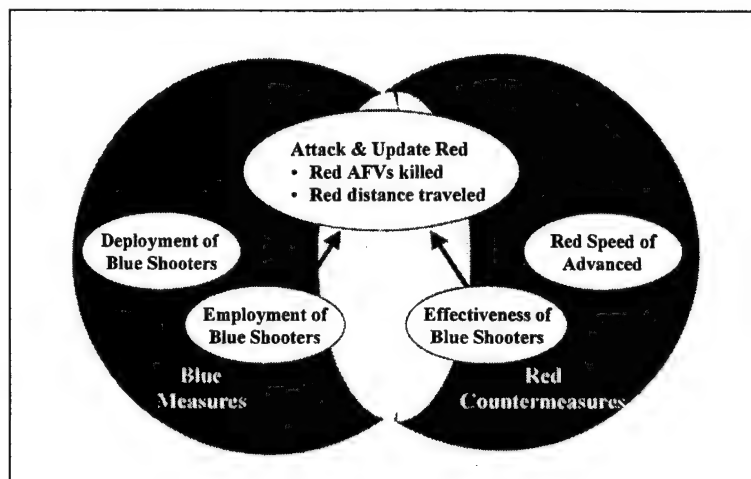 Attack & Update Red
• Red AFVs killed
• Red distance traveled
Deployment of
Blue Shooters
Red Speed of
Advanced
Employment of
Blue Shooters
Effectiveness of
Blue Shooters
Blue
Measures
Red
Countermeasures